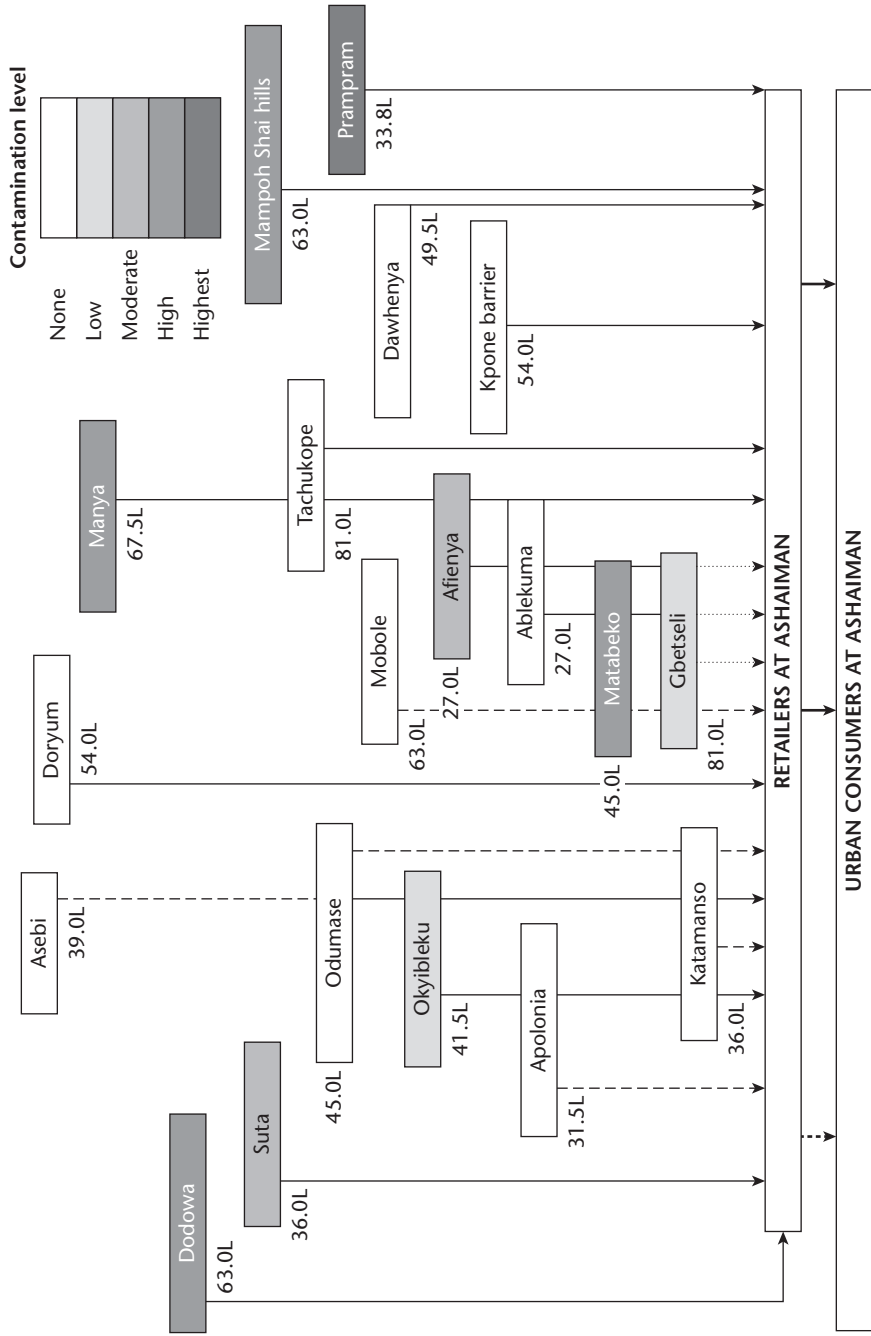 Contamination level
None
Low
Moderate
High
Highest
Asebi
39.0L
Doryum
54.0L
Manya
67.5L
Dodowa
63.0L
Suta
36.0L
Mampoh Shai hills
63.0L
Prampram
33.8L
Odumase
45.0L
Tachukope
81.0L
Mobole
63.0L
Dawhenya
49.5L
Okyibleku
41.5L
Afienya
27.0L
Kpone barrier
54.0L
Apolonia
31.5L
Ablekuma
27.0L
Matabeko
45.0L
Katamanso
36.0L
Gbetseli
81.0L
RETAILERS AT ASHAIMAN
URBAN CONSUMERS AT ASHAIMAN